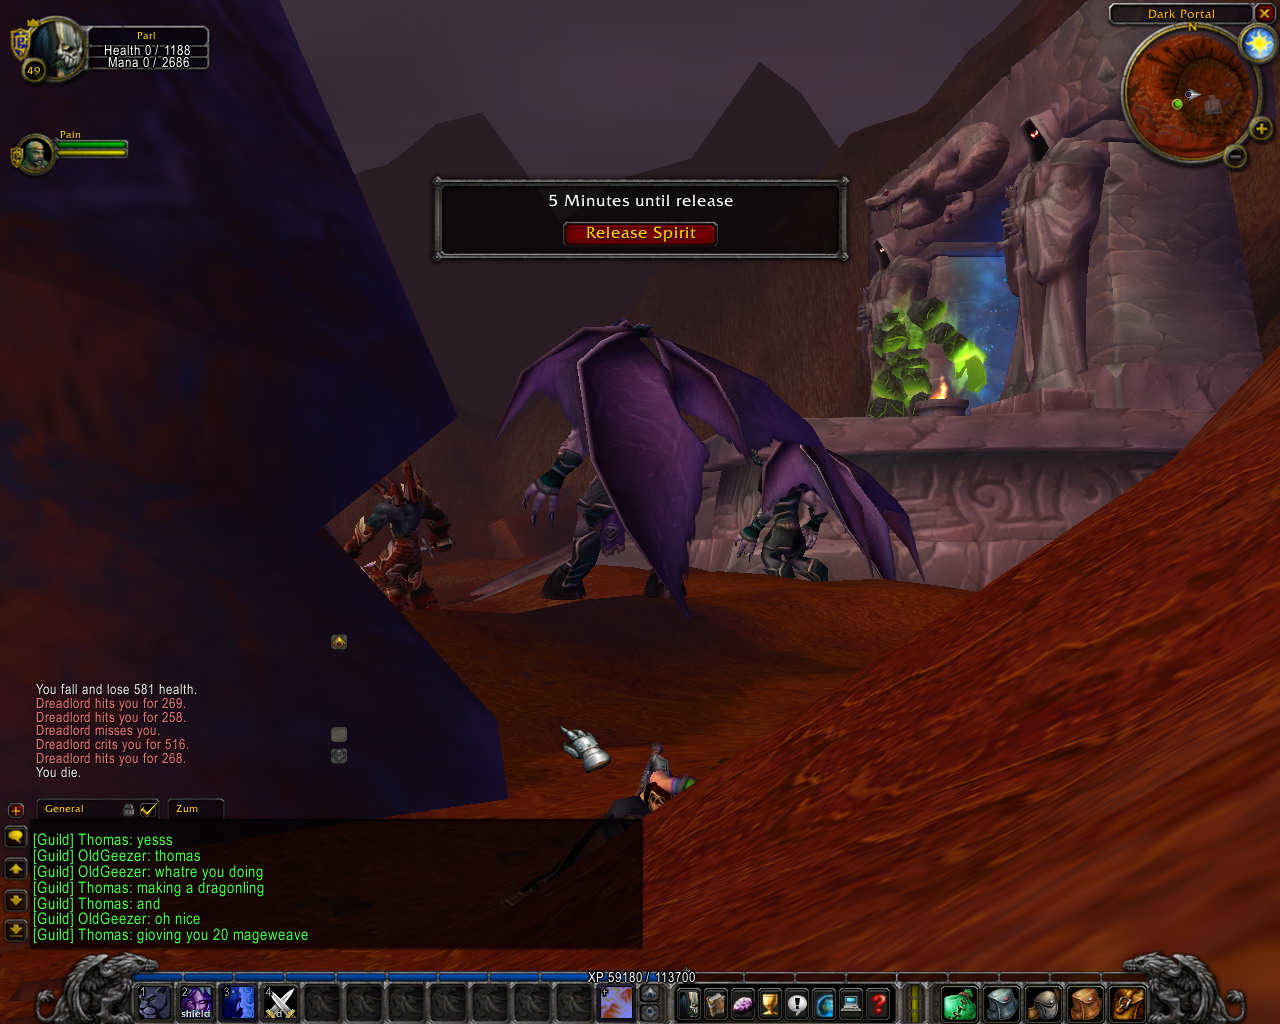 Parl
Health 0 / 1188
Mana 0 / 2686
49
Pain
Dark Portal
N
5 Minutes until release
Release Spirit
You fall and lose 581 health.
Dreadlord hits you for 269.
Dreadlord hits you for 258.
Dreadlord misses you.
Dreadlord crits you for 516.
Dreadlord hits you for 268.
You die.
General
Zum
[Guild] Thomas: yesss
[Guild] OldGeezer: thomas
[Guild] OldGeezer: whatre you doing
[Guild] Thomas: making a dragonling
[Guild] Thomas: and
[Guild] OldGeezer: oh nice
[Guild] Thomas: gioving you 20 mageweave
XP 59180 / 113700
1
2
3
4
shield